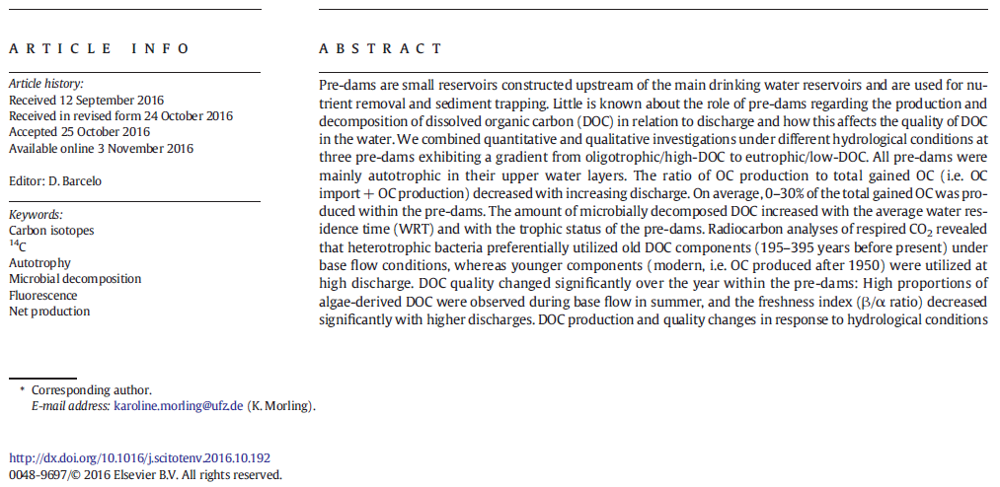 ARTICLE INFO
Article history:
Received 12 September 2016
Received in revised form 24 October 2016
Accepted 25 October 2016
Available online 3 November 2016
Editor: D. Barcelo
Keywords:
Carbon isotopes
¹⁴C
Autotrophy
Microbial decomposition
Fluorescence
Net production
ABSTRACT
Pre-dams are small reservoirs constructed upstream of the main drinking water reservoirs and are used for nu-
trient removal and sediment trapping. Little is known about the role of pre-dams regarding the production and
decomposition of dissolved organic carbon (DOC) in relation to discharge and how this affects the quality of DOC
in the water. We combined quantitative and qualitative investigations under different hydrological conditions at
three pre-dams exhibiting a gradient from oligotrophic/high-DOC to eutrophic/low-DOC. All pre-dams were
mainly autotrophic in their upper water layers. The ratio of OC production to total gained OC (i.e. OC
import + OC production) decreased with increasing discharge. On average, 0–30% of the total gained OC was pro-
duced within the pre-dams. The amount of microbially decomposed DOC increased with the average water res-
idence time (WRT) and with the trophic status of the pre-dams. Radiocarbon analyses of respired CO₂ revealed
that heterotrophic bacteria preferentially utilized old DOC components (195–395 years before present) under
base flow conditions, whereas younger components (modern, i.e. OC produced after 1950) were utilized at
high discharge. DOC quality changed significantly over the year within the pre-dams: High proportions of
algae-derived DOC were observed during base flow in summer, and the freshness index (β/α ratio) decreased
significantly with higher discharges. DOC production and quality changes in response to hydrological conditions
* Corresponding author.
E-mail address: karoline.morling@ufz.de (K. Morling).
http://dx.doi.org/10.1016/j.scitotenv.2016.10.192
0048-9697/© 2016 Elsevier B.V. All rights reserved.